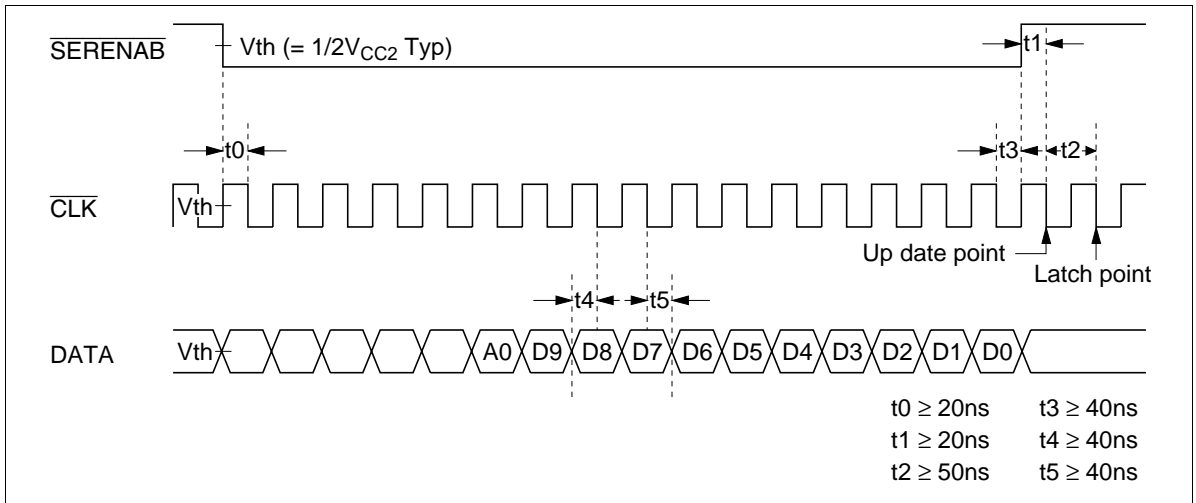 SERENAB
Vth (= 1/2VCC2 Typ)
t1
t0
t3
t2
CLK
Vth
Up date point
Latch point
t4
t5
DATA
Vth
A0 D9 D8 D7 D6 D5 D4 D3 D2 D1 D0
t0 ≥ 20ns t3 ≥ 40ns
t1 ≥ 20ns t4 ≥ 40ns
t2 ≥ 50ns t5 ≥ 40ns